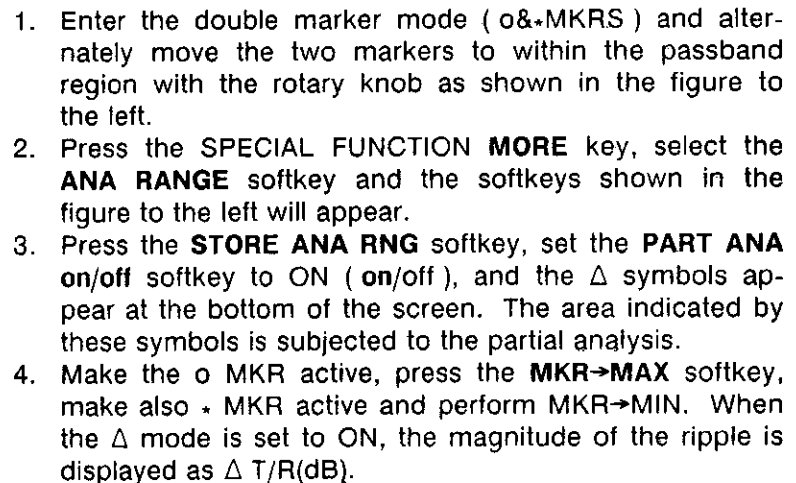 1. Enter the double marker mode ( o&*MKRS ) and alter-
nately move the two markers to within the passband
region with the rotary knob as shown in the figure to
the left.
2. Press the SPECIAL FUNCTION MORE key, select the
ANA RANGE softkey and the softkeys shown in the
figure to the left will appear.
3. Press the STORE ANA RNG softkey, set the PART ANA
on/off softkey to ON ( on/off ), and the Δ symbols ap-
pear at the bottom of the screen. The area indicated by
these symbols is subjected to the partial analysis.
4. Make the o MKR active, press the MKR→MAX softkey,
make also * MKR active and perform MKR→MIN. When
the Δ mode is set to ON, the magnitude of the ripple is
displayed as Δ T/R(dB).